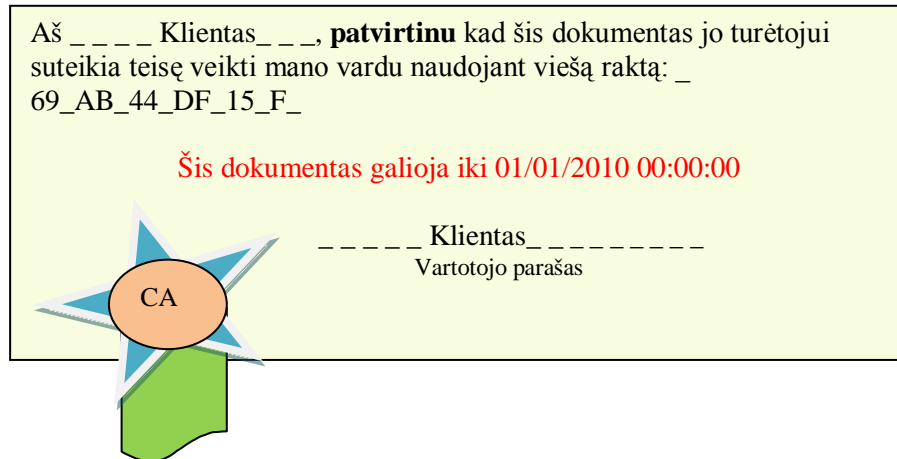 Aš _ _ _ _ Klientas_ _ _, patvirtinu kad šis dokumentas jo turėtojui
suteikia teisę veikti mano vardu naudojant viešą raktą: _
69_AB_44_DF_15_F_
Šis dokumentas galioja iki 01/01/2010 00:00:00
_ _ _ _ _ Klientas_ _ _ _ _ _ _ _ _
Vartotojo parašas
CA